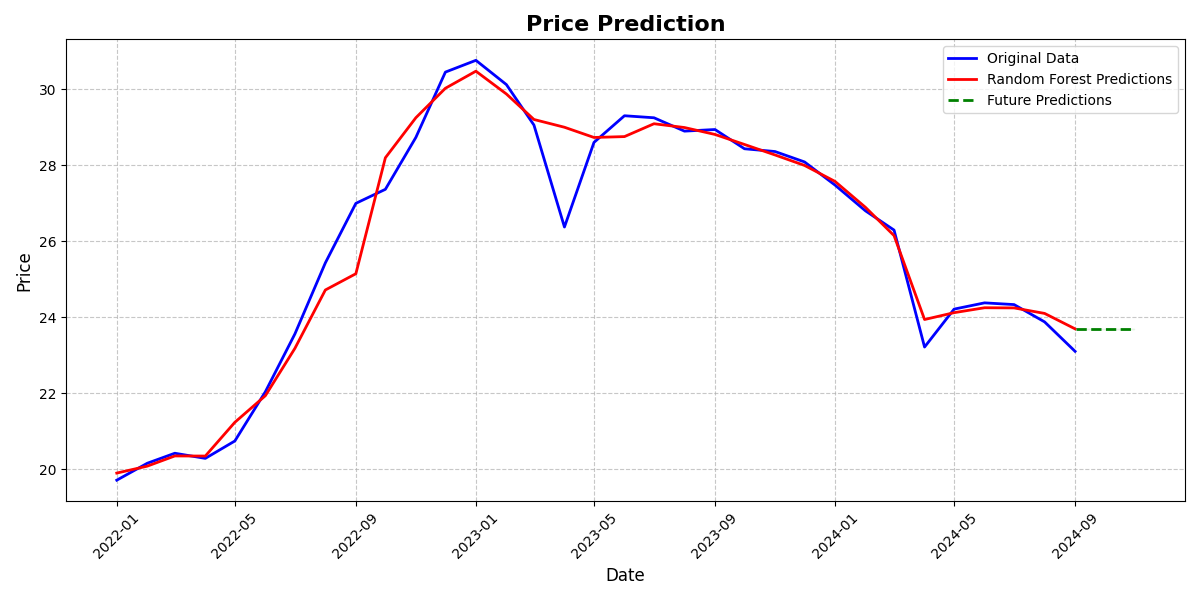 Price Prediction
Original Data
Random Forest Predictions
Future Predictions
Price
30
28
26
24
22
20
2022-01
2022-05
2022-09
2023-01
2023-05
2023-09
2024-01
2024-05
2024-09
Date